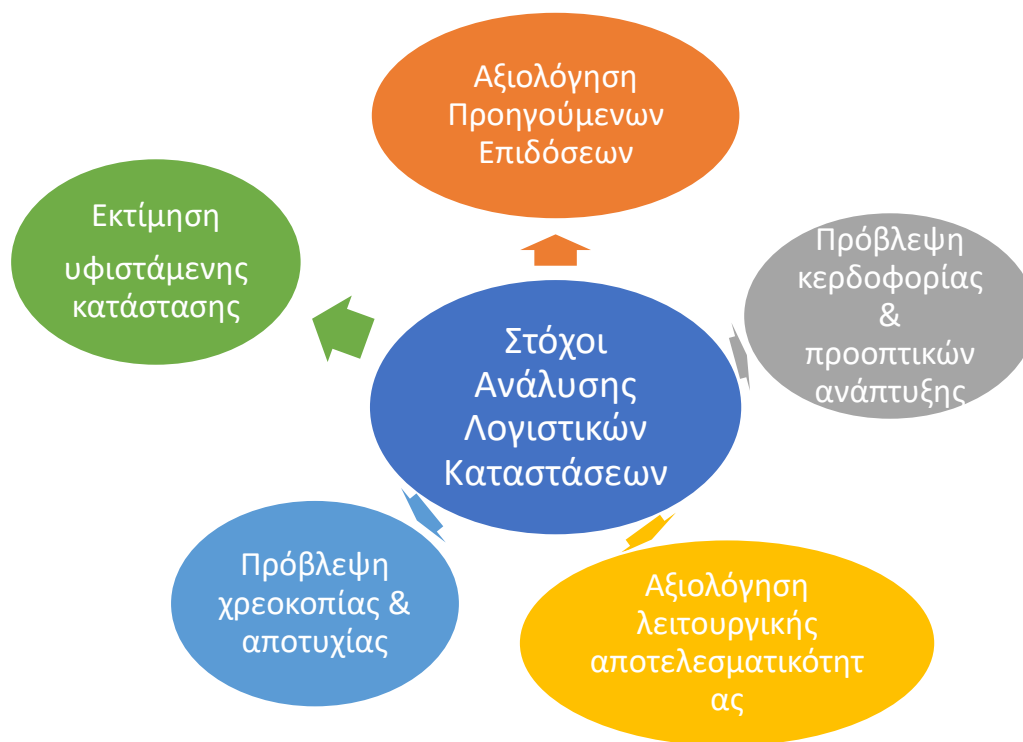 Αξιολόγηση
Προηγούμενων
Επιδόσεων
Εκτίμηση
υφιστάμενης
κατάστασης
Πρόβλεψη
κερδοφορίας
&
προοπτικών
ανάπτυξης
Στόχοι
Ανάλυσης
Λογιστικών
Καταστάσεων
Πρόβλεψη
χρεοκοπίας &
αποτυχίας
Αξιολόγηση
λειτουργικής
αποτελεσματικότητ
ας